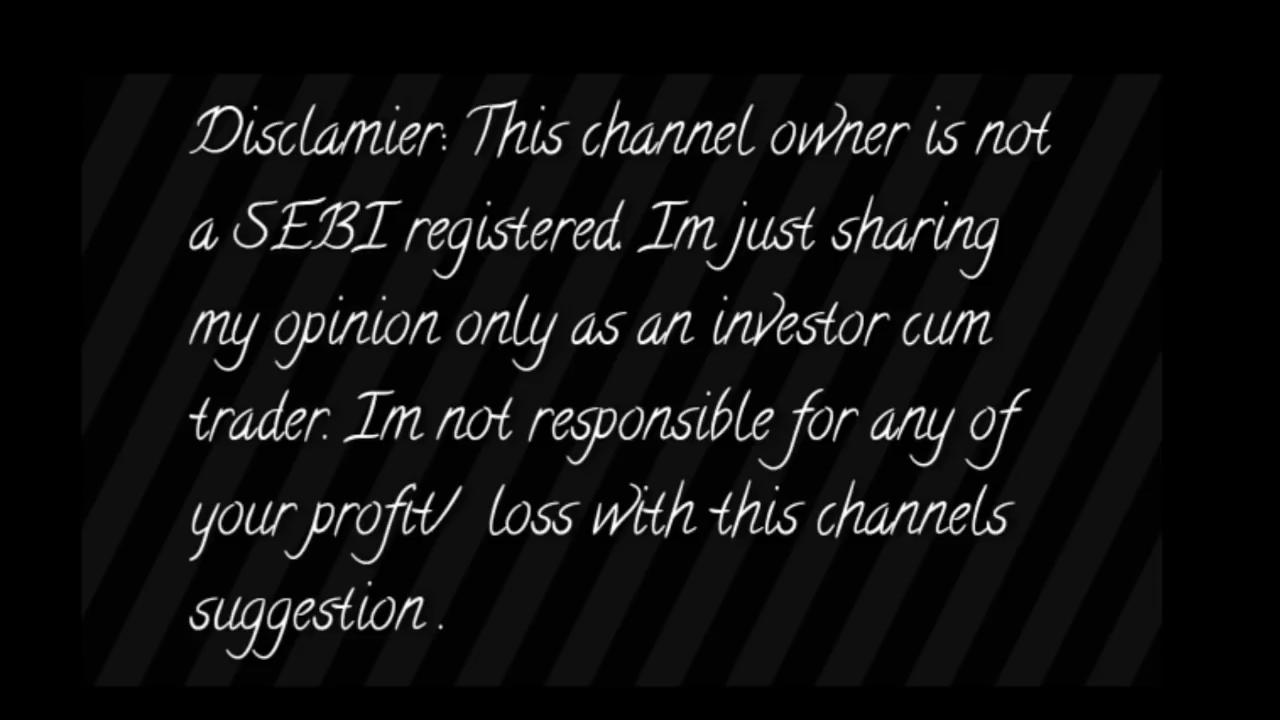 Disclamier: This channel owner is not
a SEBI registered. Im just sharing
my opinion only as an investor cum
trader. Im not responsible for any of
your profit/ loss with this channels
suggestion .